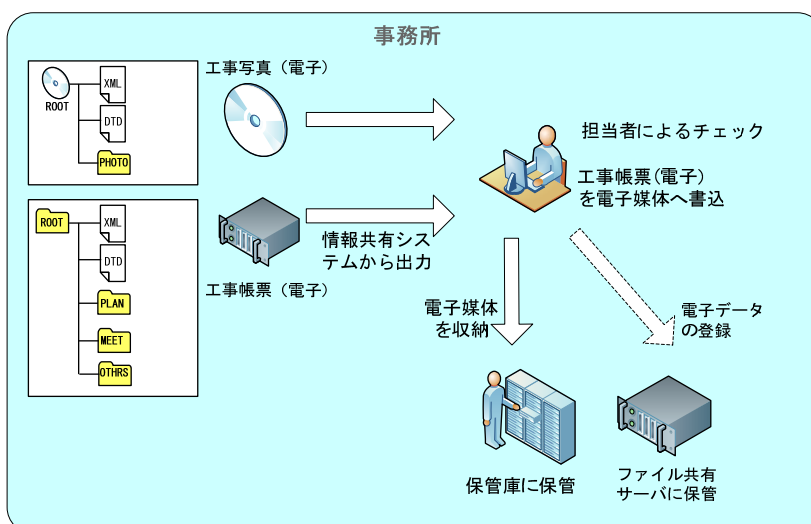 事務所
工事写真（電子）
ROOT
XML
DTD
PHOTO
担当者によるチェック
工事帳票(電子)
を電子媒体へ書込
ROOT
XML
DTD
PLAN
MEET
OTHRS
工事帳票（電子）
情報共有シス
テムから出力
電子媒体
を収納
電子データ
の登録
保管庫に保管
ファイル共有
サーバに保管